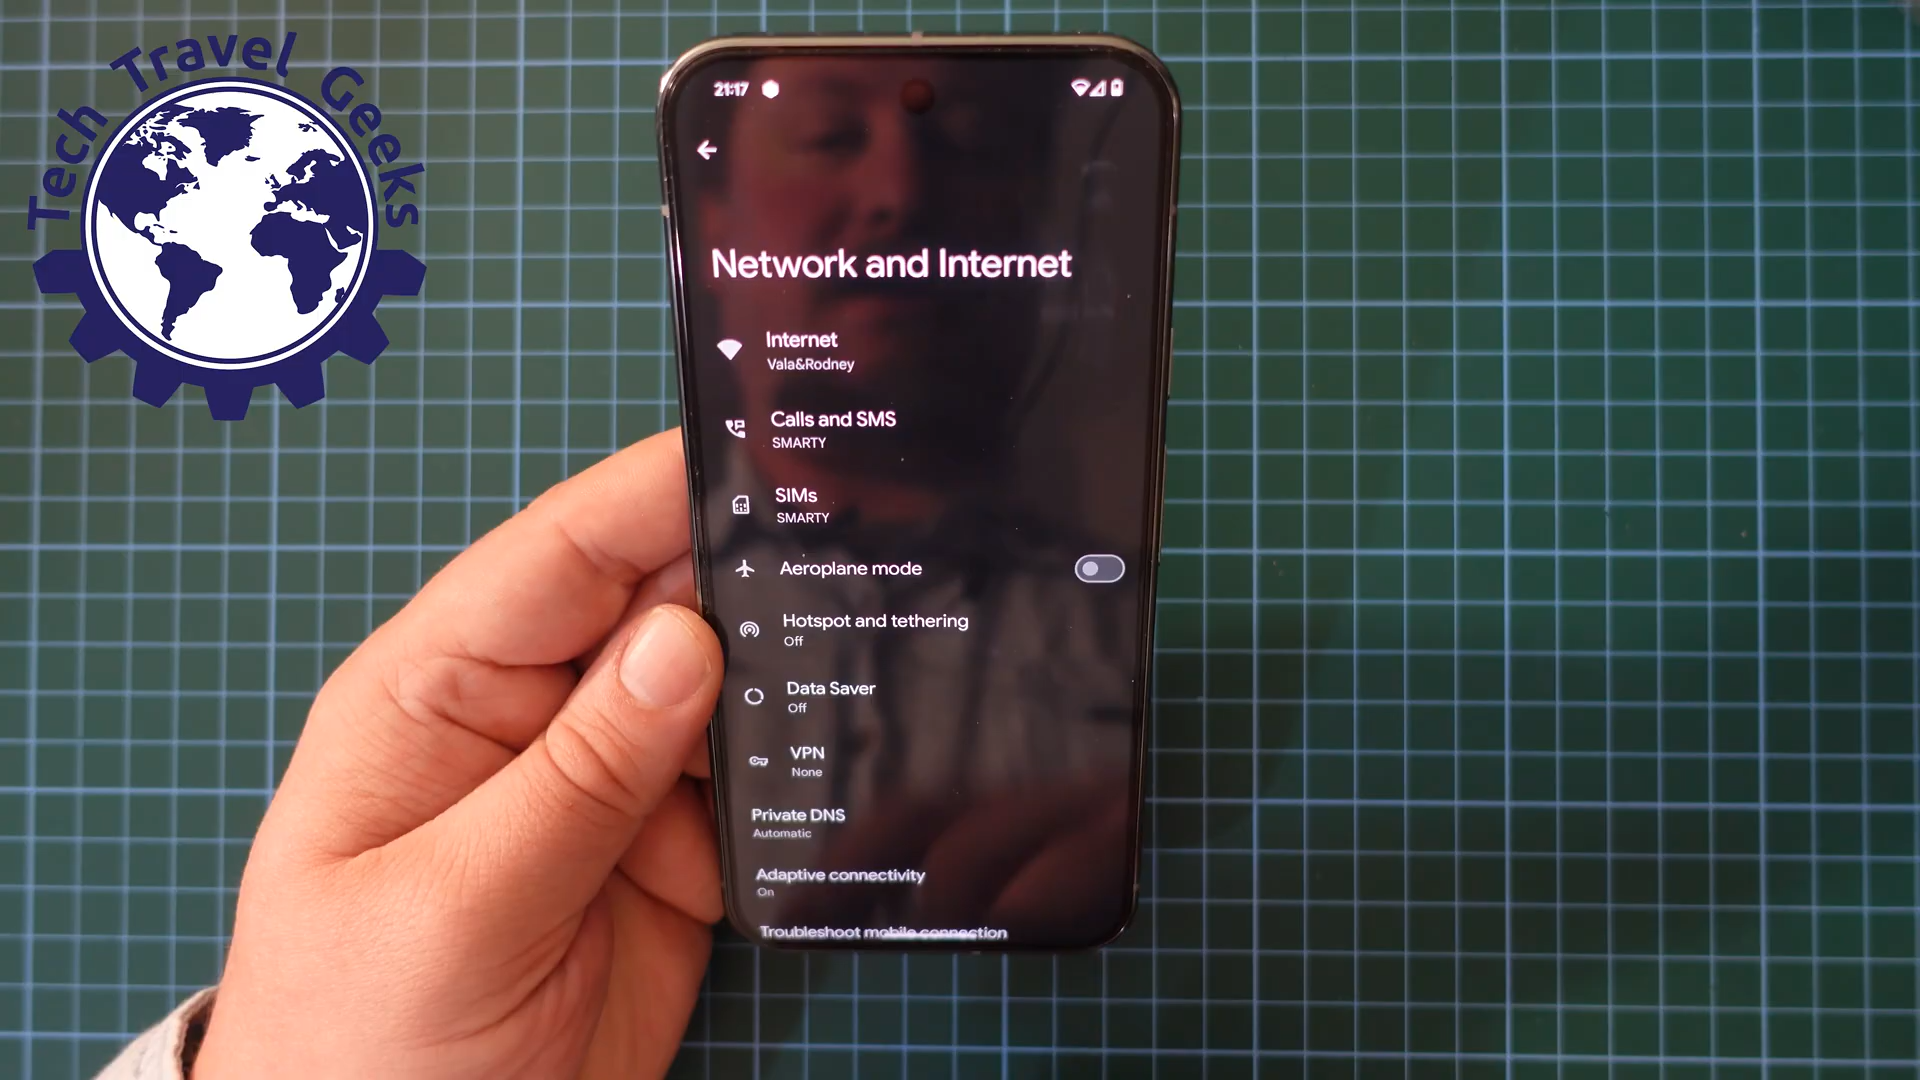 Tech Travel Geeks
21:17
Network and Internet
Internet
Vala&Rodney
Calls and SMS
SMARTY
SIMs
SMARTY
Aeroplane mode
Hotspot and tethering
Off
Data Saver
Off
VPN
None
Private DNS
Automatic
Adaptive connectivity
On
Troubleshoot mobile connection